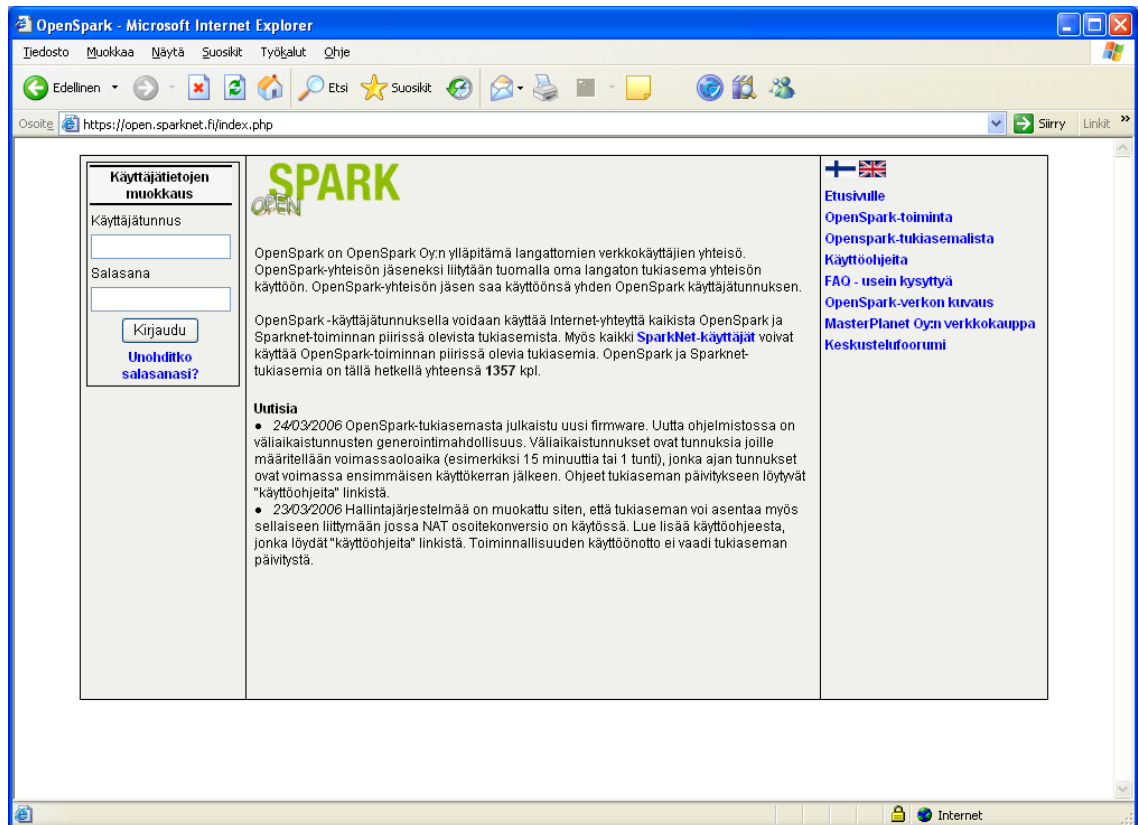 OpenSpark - Microsoft Internet Explorer
Tiedosto Muokkaa Näytä Suosikit Työkalut Ohje
Edellinen Etsi Suosikit
Osoite https://open.sparknet.fi/index.php Siirry Linkit »
Käyttäjätietojen
muokkaus
Käyttäjätunnus
Salasana
Kirjaudu
Unohditko
salasanasi?
SPARK
OPEN
OpenSpark on OpenSpark Oy:n ylläpitämä langattomien verkkokäyttäjien yhteisö.
OpenSpark-yhteisön jäseneksi liitytään tuomalla oma langaton tukiasema yhteisön
käyttöön. OpenSpark-yhteisön jäsen saa käyttöönsä yhden OpenSpark käyttäjätunnuksen.
OpenSpark -käyttäjätunnuksella voidaan käyttää Internet-yhteyttä kaikista OpenSpark ja
Sparknet-toiminnan piirissä olevista tukiasemista. Myös kaikki SparkNet-käyttäjät voivat
käyttää OpenSpark-toiminnan piirissä olevia tukiasemia. OpenSpark ja Sparknet-
tukiasemia on tällä hetkellä yhteensä 1357 kpl.
Uutisia
● 24/03/2006 OpenSpark-tukiasemasta julkaistu uusi firmware. Uutta ohjelmistossa on
väliaikaistunnusten generointimahdollisuus. Väliaikaistunnukset ovat tunnuksia joille
määritellään voimassaoloaika (esimerkiksi 15 minuuttia tai 1 tunti), jonka ajan tunnukset
ovat voimassa ensimmäisen käyttökerran jälkeen. Ohjeet tukiaseman päivitykseen löytyvät
"käyttöohjeita" linkistä.
● 23/03/2006 Hallintajärjestelmää on muokattu siten, että tukiaseman voi asentaa myös
sellaiseen liittymään jossa NAT osoitekonversio on käytössä. Lue lisää käyttöohjeesta,
jonka löydät "käyttöohjeita" linkistä. Toiminnallisuuden käyttöönotto ei vaadi tukiaseman
päivitystä.
Etusivulle
OpenSpark-toiminta
Openspark-tukiasemalista
Käyttöohjeita
FAQ - usein kysyttyä
OpenSpark-verkon kuvaus
MasterPlanet Oy:n verkkokauppa
Keskustelufoorumi
Internet